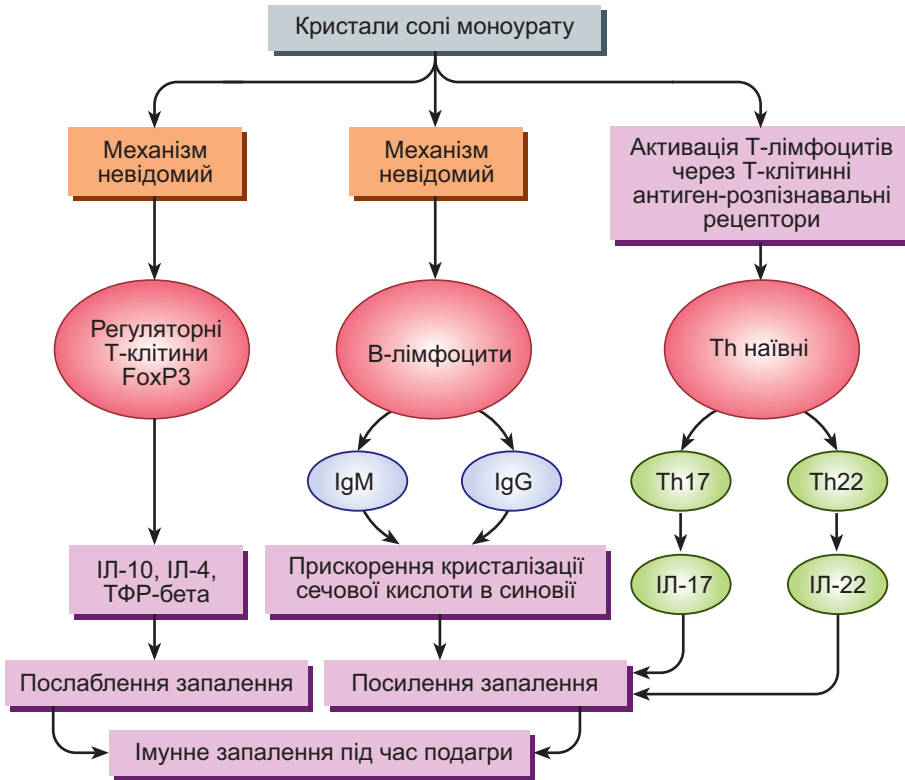 Кристали солі моноурату
Механізм
невідомий
Механізм
невідомий
Активація Т-лімфоцитів
через Т-клітинні
антиген-розпізнавальні
рецептори
Регуляторні
Т-клітини
FoxP3
В-лімфоцити
Th наївні
IgM
IgG
Th17
Th22
ІЛ-10, ІЛ-4,
ТФР-бета
Прискорення кристалізації
сечової кислоти в синовії
ІЛ-17
ІЛ-22
Послаблення запалення
Посилення запалення
Імунне запалення під час подагри